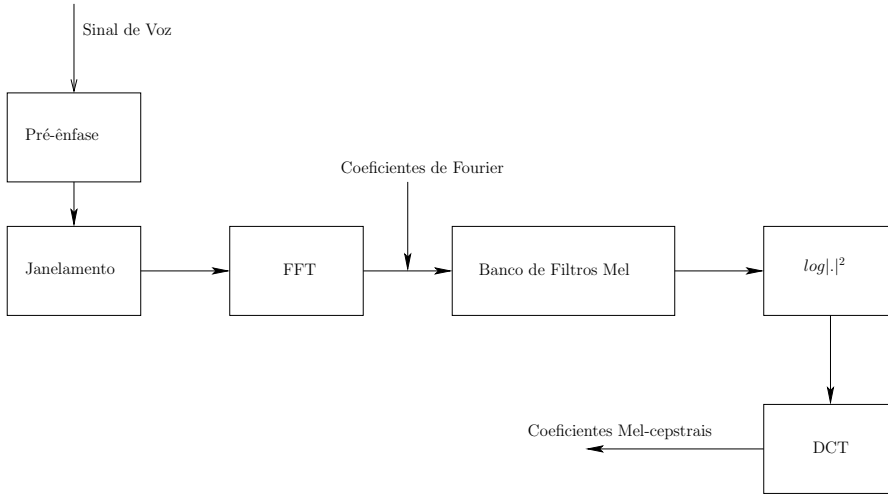 Sinal de Voz
Pré-ênfase
Coeficientes de Fourier
Janelamento
FFT
Banco de Filtros Mel
log|.|²
Coeficientes Mel-cepstrais
DCT